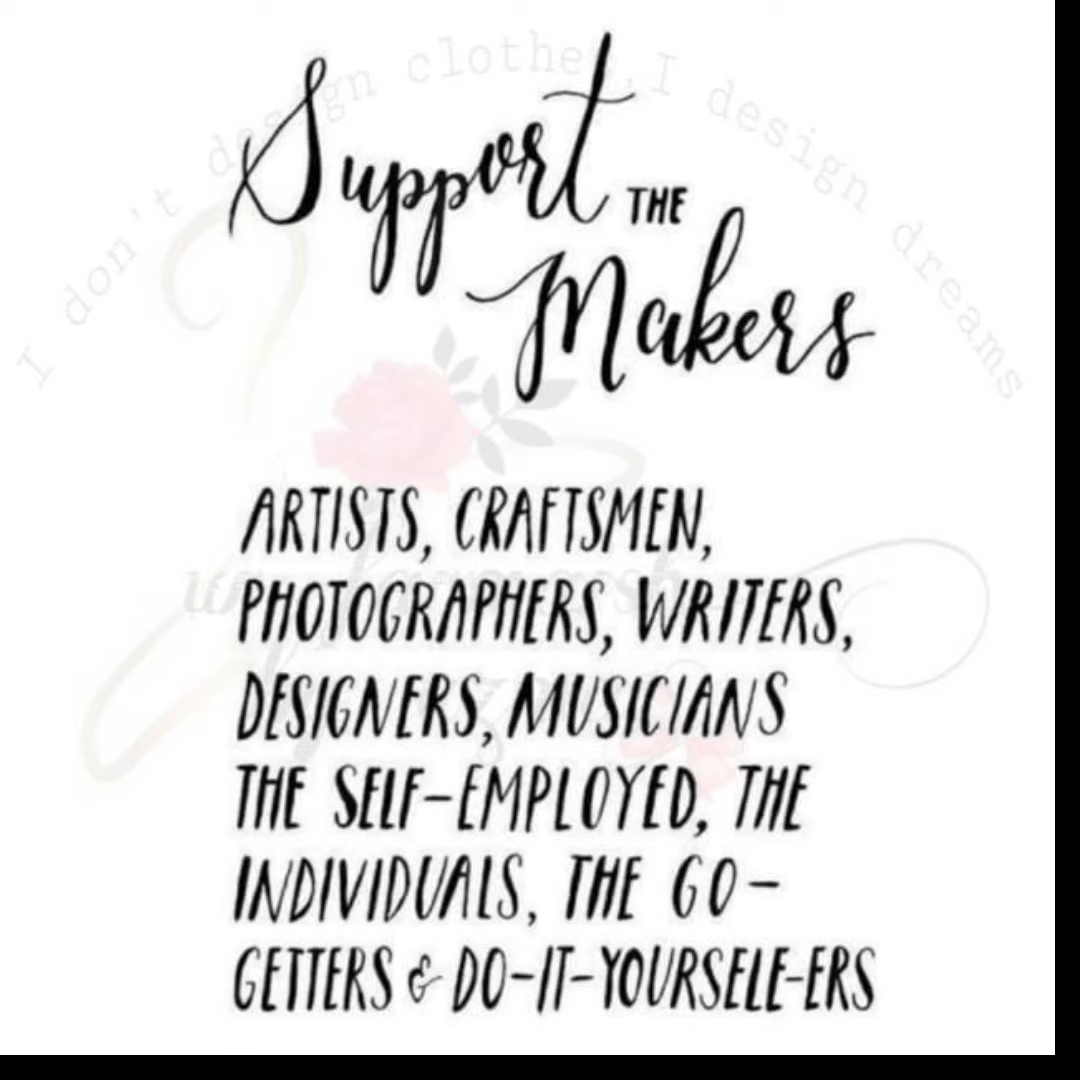 I don't design clothes, I design dreams
Support THE
Makers
ARTISTS, CRAFTSMEN,
PHOTOGRAPHERS, WRITERS,
DESIGNERS, MUSICIANS
THE SELF-EMPLOYED, THE
INDIVIDUALS, THE GO-
GETTERS & DO-IT-YOURSELE-ERS